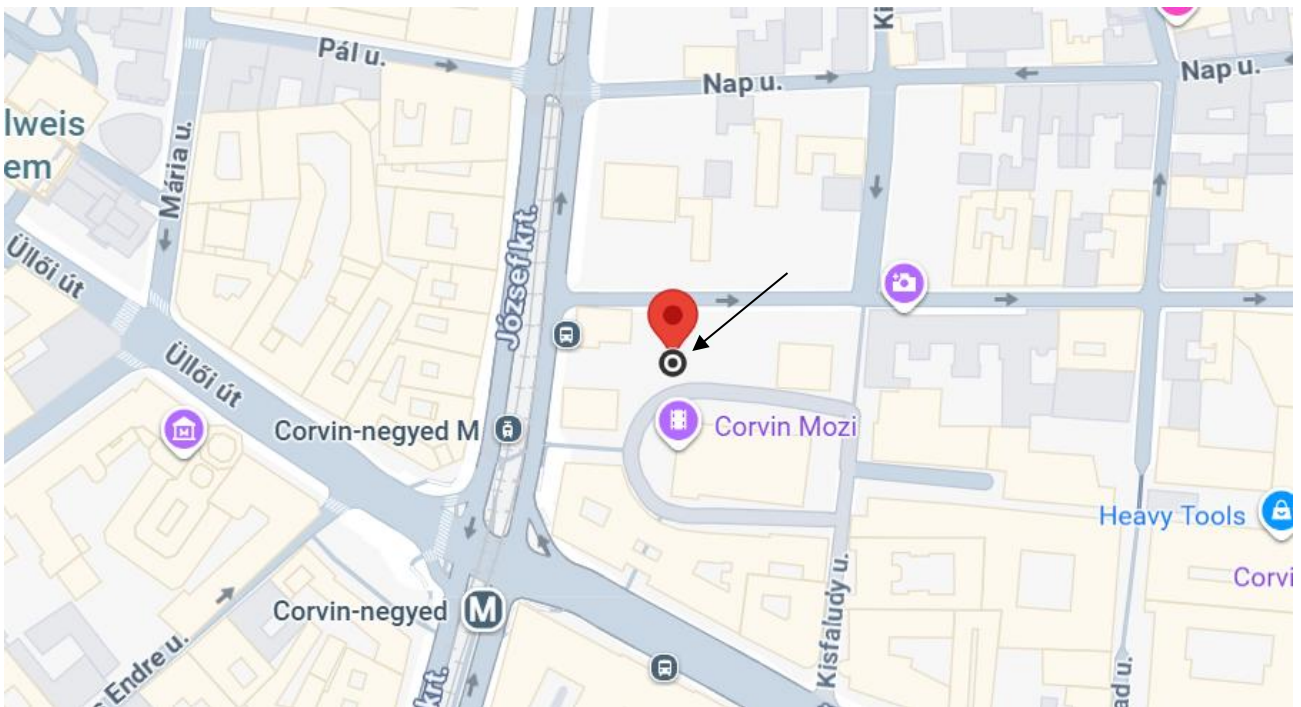 Pál u.
Ki
Nap u.
Nap u.
lweis
em
Mária u.
Üllői út
József krt.
Üllői út
Corvin-negyed M
Corvin Mozi
Heavy Tools
Corvi
Corvin-negyed
M
Endre u.
krt.
Kisfaludy u.
ad u.